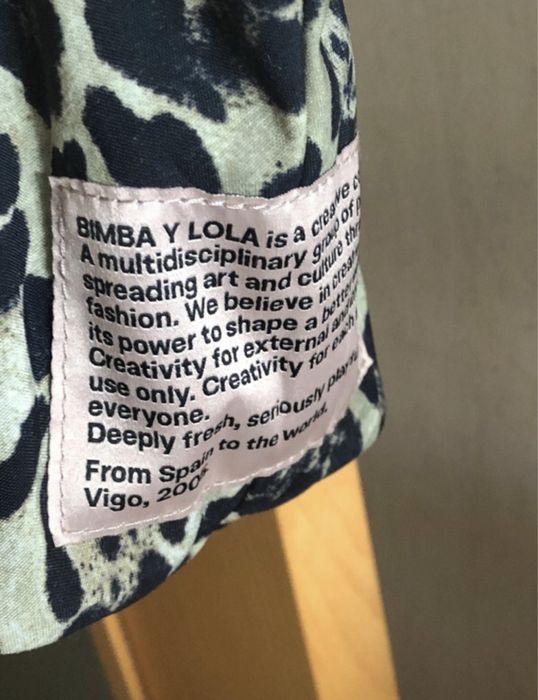 BIMBA Y LOLA is a creative
A multidisciplinary group of
spreading art and culture
fashion. We believe in
its power to shape a better
Creativity for external and
use only. Creativity for each
everyone.
Deeply fresh, seriously
From Spain to the world.
Vigo,